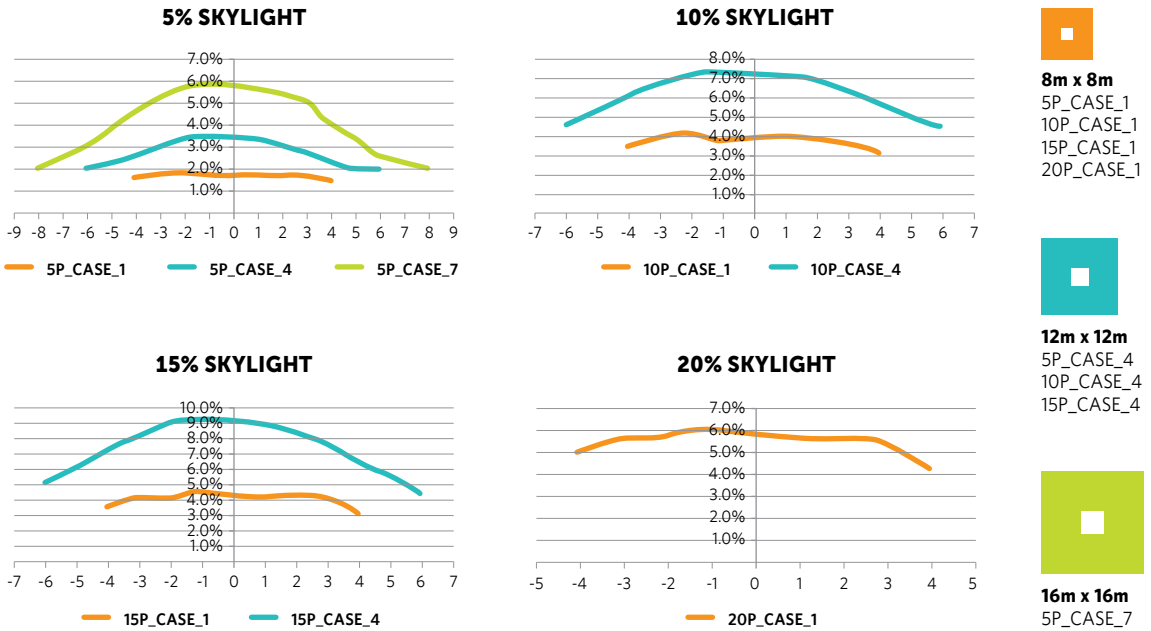 5% SKYLIGHT
7.0%
6.0%
5.0%
4.0%
3.0%
2.0%
1.0%
-9 -8 -7 -6 -5 -4 -3 -2 -1 0 1 2 3 4 5 6 7 8 9
5P_CASE_1 5P_CASE_4 5P_CASE_7
10% SKYLIGHT
8.0%
7.0%
6.0%
5.0%
4.0%
3.0%
2.0%
1.0%
-7 -6 -5 -4 -3 -2 -1 0 1 2 3 4 5 6 7
10P_CASE_1 10P_CASE_4
15% SKYLIGHT
10.0%
9.0%
8.0%
7.0%
6.0%
5.0%
4.0%
3.0%
2.0%
1.0%
-7 -6 -5 -4 -3 -2 -1 0 1 2 3 4 5 6 7
15P_CASE_1 15P_CASE_4
20% SKYLIGHT
7.0%
6.0%
5.0%
4.0%
3.0%
2.0%
1.0%
-5 -4 -3 -2 -1 0 1 2 3 4 5
20P_CASE_1
8m x 8m
5P_CASE_1
10P_CASE_1
15P_CASE_1
20P_CASE_1
12m x 12m
5P_CASE_4
10P_CASE_4
15P_CASE_4
16m x 16m
5P_CASE_7